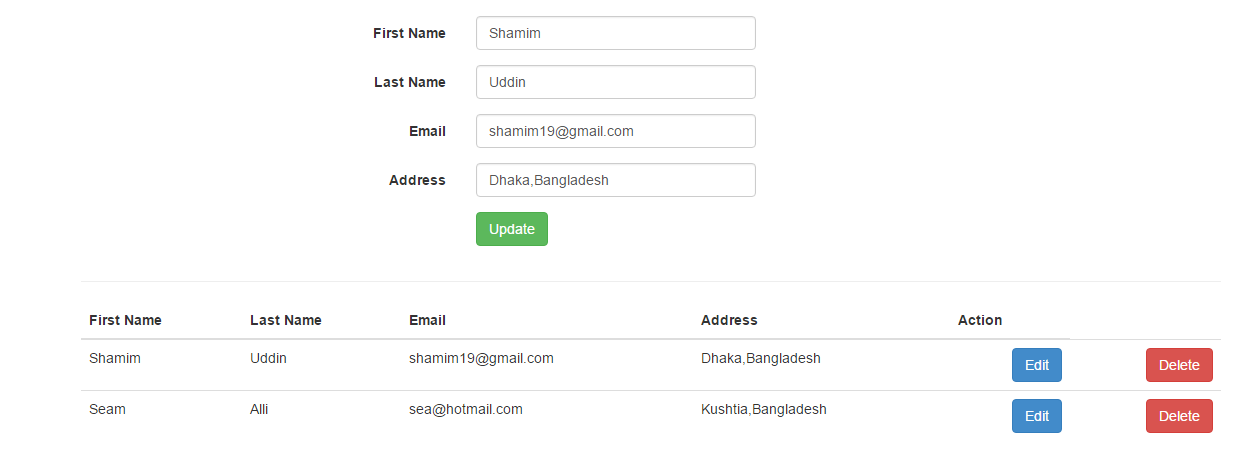 First Name Shamim
Last Name Uddin
Email shamim19@gmail.com
Address Dhaka,Bangladesh
Update
First Name Last Name Email Address Action
Shamim Uddin shamim19@gmail.com Dhaka,Bangladesh Edit Delete
Seam Alli sea@hotmail.com Kushtia,Bangladesh Edit Delete